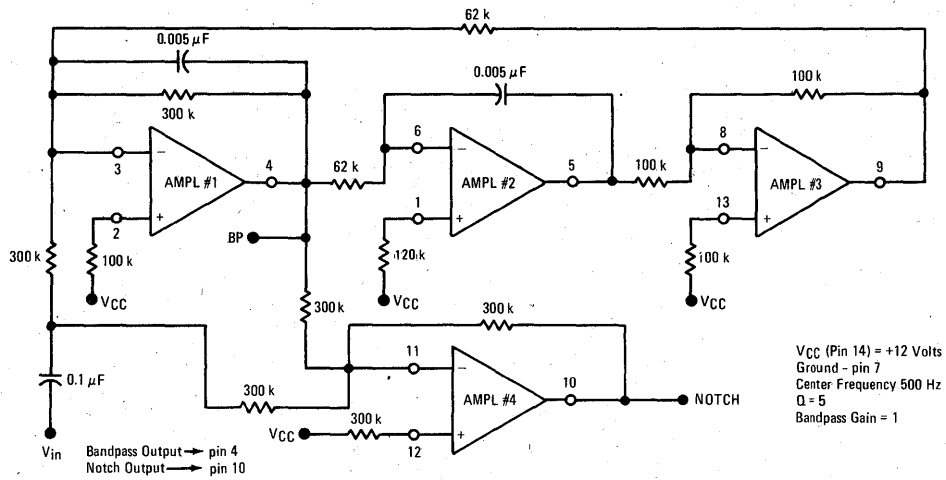 62 k
0.005 μF
300 k
3
AMPL #1
4
2
100 k
VCC
300 k
BP
62 k
0.005 μF
6
AMPL #2
5
1
120 k
VCC
100 k
100 k
8
AMPL #3
9
13
100 k
VCC
300 k
300 k
11
AMPL #4
10
NOTCH
12
300 k
300 k
VCC
0.1 μF
Vin
Bandpass Output → pin 4
Notch Output → pin 10
VCC (Pin 14) = +12 Volts
Ground - pin 7
Center Frequency 500 Hz
Q = 5
Bandpass Gain = 1